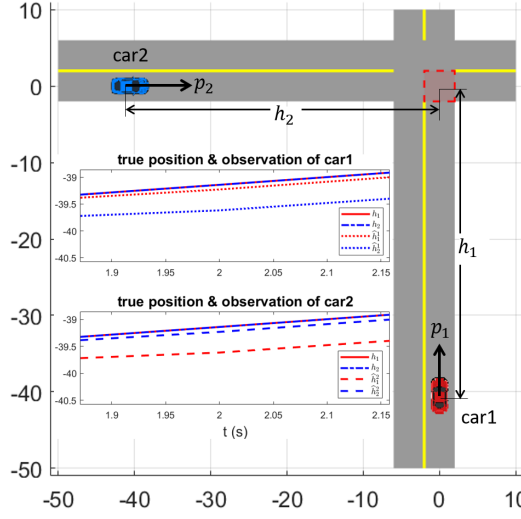 10
car2
0
p₂
h₂
-10
true position & observation of car1
-39
-39.5
-40
-40.5
h₁
h₂
ĥ₁¹
ĥ₂¹
1.9
1.95
2
2.05
2.1
2.15
h₁
-20
-30
true position & observation of car2
-39
-39.5
-40
-40.5
h₁
h₂
ĥ₁²
ĥ₂²
1.9
1.95
2
2.05
2.1
2.15
t (s)
p₁
-40
car1
-50
-50
-40
-30
-20
-10
0
10